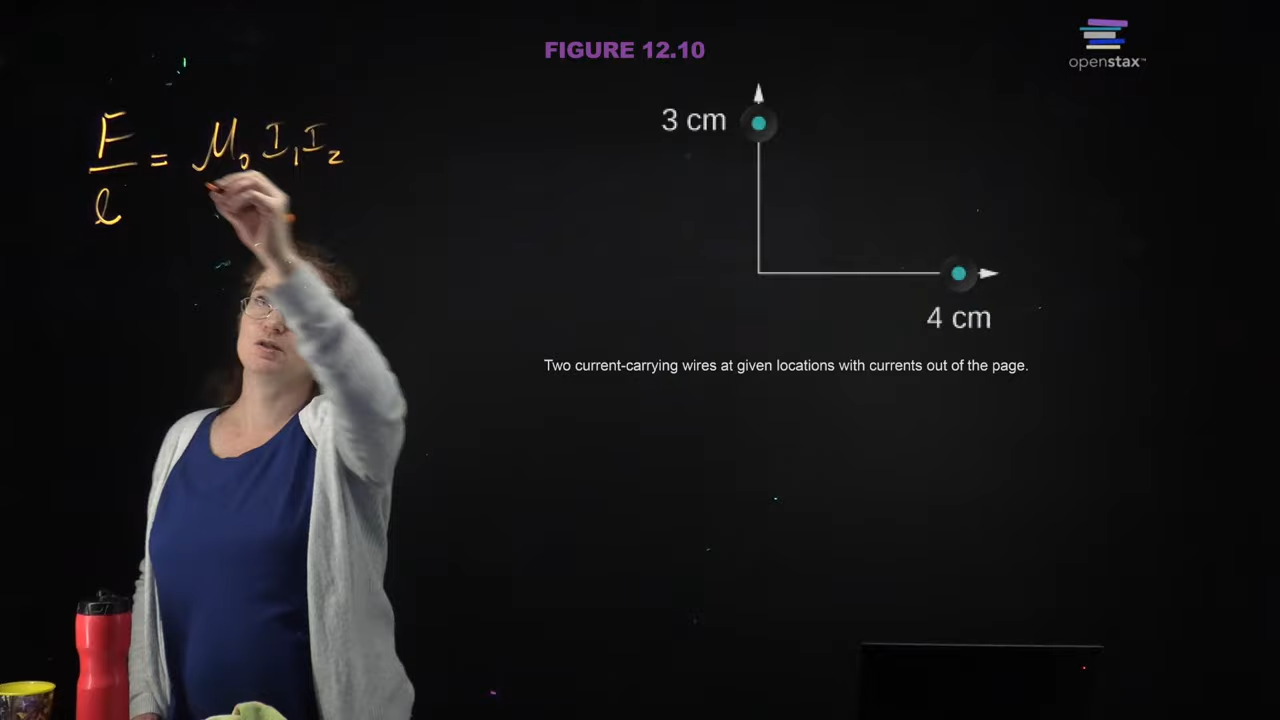 FIGURE 12.10
openstax™
3 cm
F/l = μ₀ I₁ I₂
4 cm
Two current-carrying wires at given locations with currents out of the page.